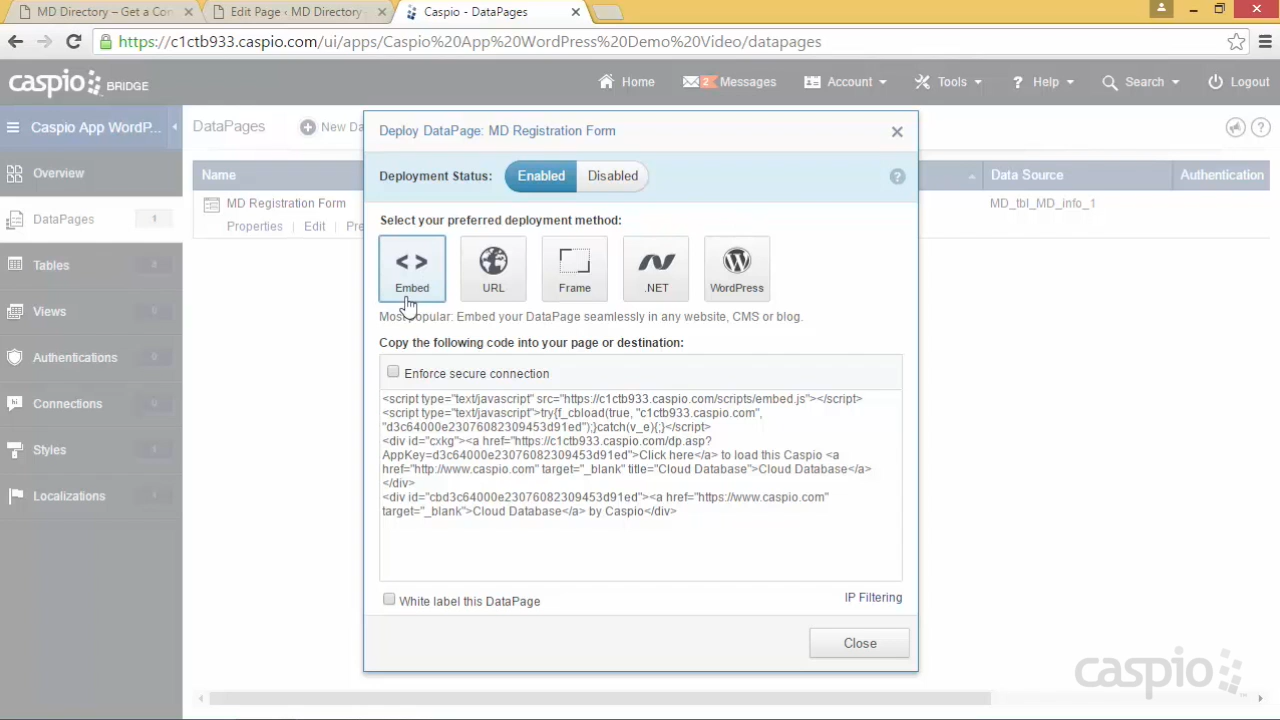 MD Directory – Get a Con
Edit Page ‹ MD Directory
Caspio - DataPages
https://c1ctb933.caspio.com/ui/apps/Caspio%20App%20WordPress%20Demo%20Video/datapages
caspio BRIDGE
Home
2
Messages
Account
Tools
? Help
Search
Logout
Caspio App WordP...
DataPages
New Da
Deploy DataPage: MD Registration Form
Deployment Status:
Enabled
Disabled
?
?
Overview
Name
Data Source
Authentication
DataPages
1
MD Registration Form
MD_tbl_MD_info_1
Properties | Edit | Pre
Select your preferred deployment method:
Embed
URL
Frame
.NET
WordPress
Most popular: Embed your DataPage seamlessly in any website, CMS or blog.
Copy the following code into your page or destination:
Enforce secure connection
<script type="text/javascript" src="https://c1ctb933.caspio.com/scripts/embed.js"></script>
<script type="text/javascript">try{f_cbload(true, "c1ctb933.caspio.com",
"d3c64000e23076082309453d91ed");}catch(v_e){;}</script>
<div id="cxkg"><a href="https://c1ctb933.caspio.com/dp.asp?
AppKey=d3c64000e23076082309453d91ed">Click here</a> to load this Caspio <a
href="http://www.caspio.com" target="_blank" title="Cloud Database">Cloud Database</a>
</div>
<div id="cbd3c64000e23076082309453d91ed"><a href="https://www.caspio.com"
target="_blank">Cloud Database</a> by Caspio</div>
Tables
Views
Authentications
Connections
Styles
Localizations
White label this DataPage
IP Filtering
Close
caspio